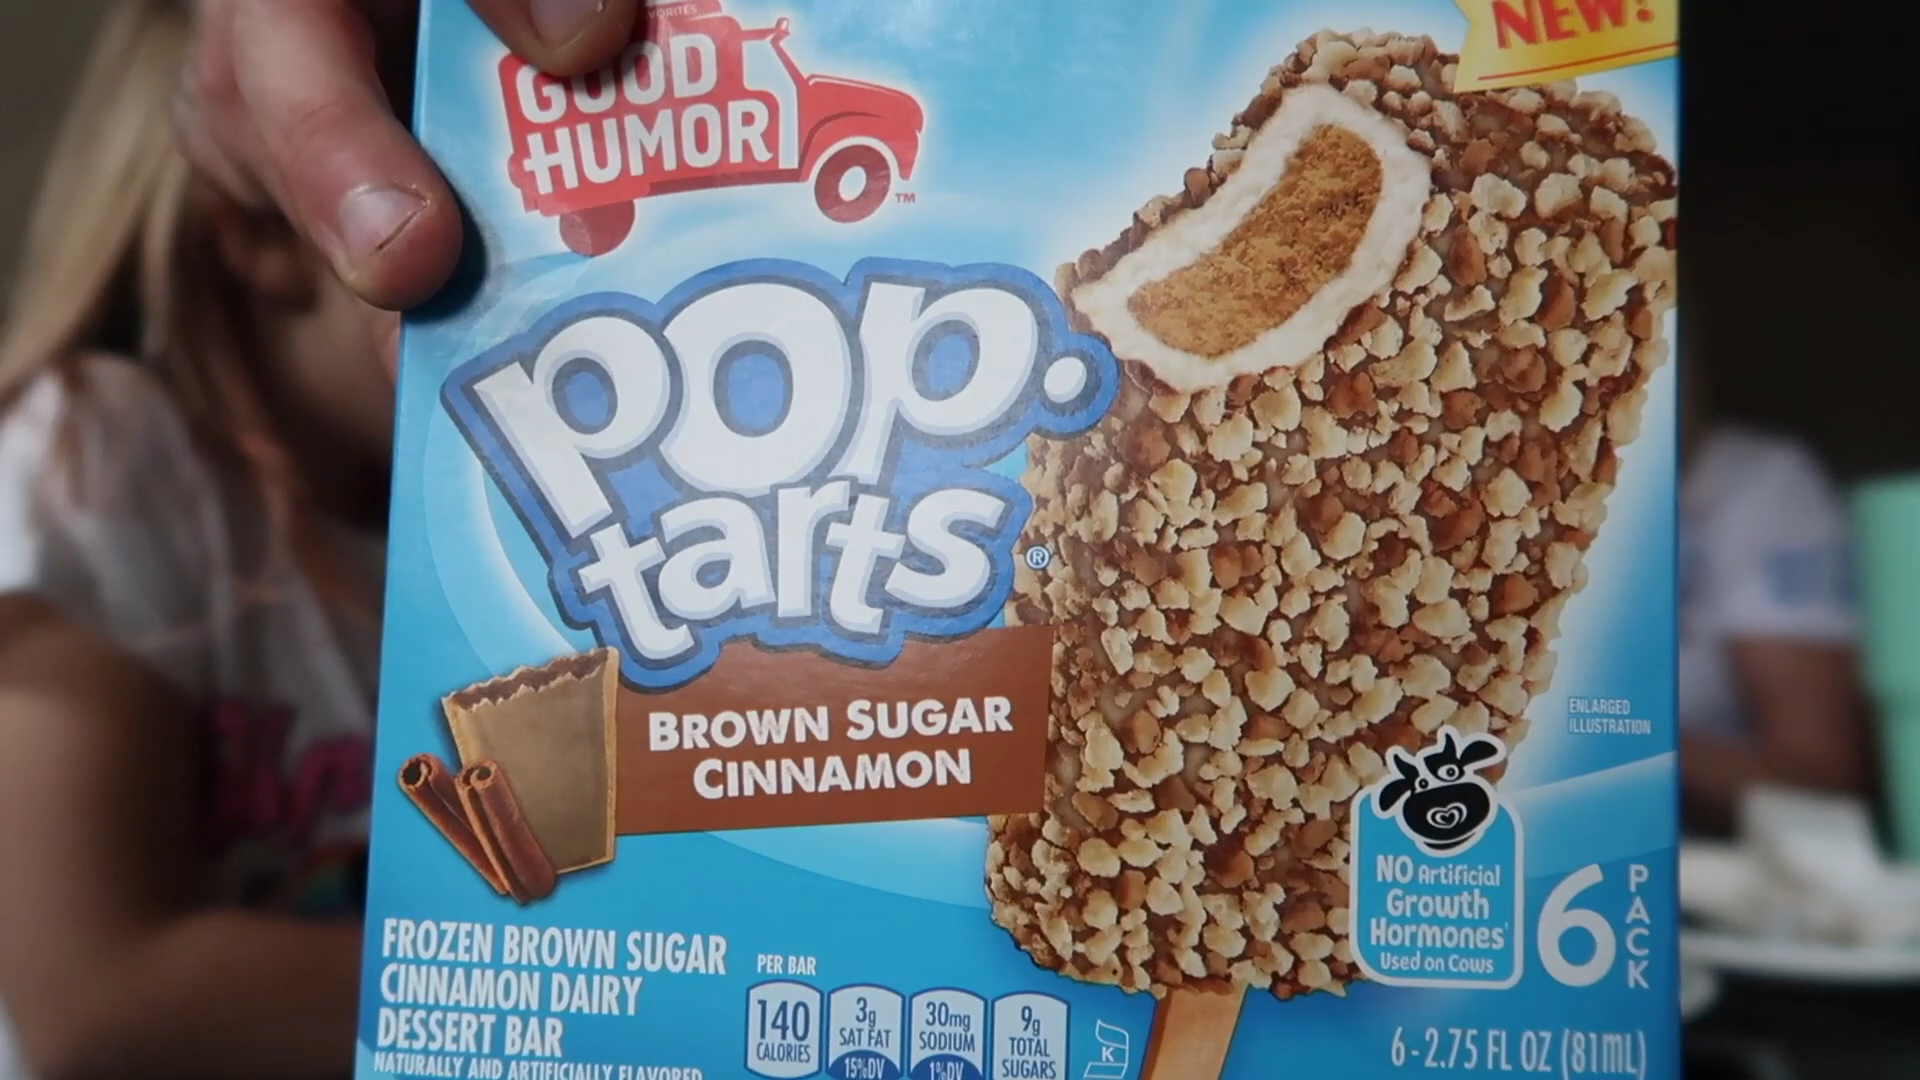 NEW!
GOOD
HUMOR
TM
pop.
tarts®
BROWN SUGAR
CINNAMON
ENLARGED
ILLUSTRATION
NO Artificial
Growth
Hormones†
Used on Cows
6 PACK
FROZEN BROWN SUGAR
CINNAMON DAIRY
DESSERT BAR
NATURALLY AND ARTIFICIALLY FLAVORED
PER BAR
140
CALORIES
3g
SAT FAT
15%DV
30mg
SODIUM
1%DV
9g
TOTAL
SUGARS
K
6-2.75 FL OZ (81mL)